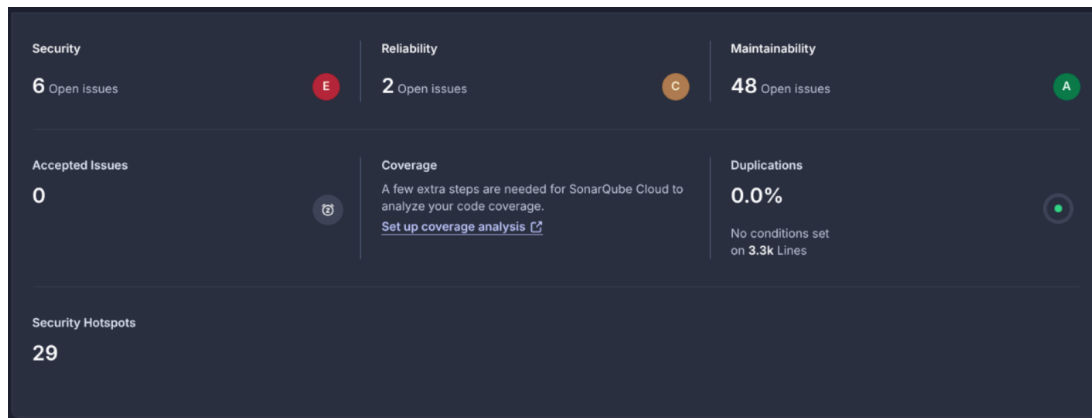 Security
6 Open issues
E
Reliability
2 Open issues
C
Maintainability
48 Open issues
A
Accepted Issues
0
Coverage
A few extra steps are needed for SonarQube Cloud to
analyze your code coverage.
Set up coverage analysis
Duplications
0.0%
No conditions set
on 3.3k Lines
Security Hotspots
29